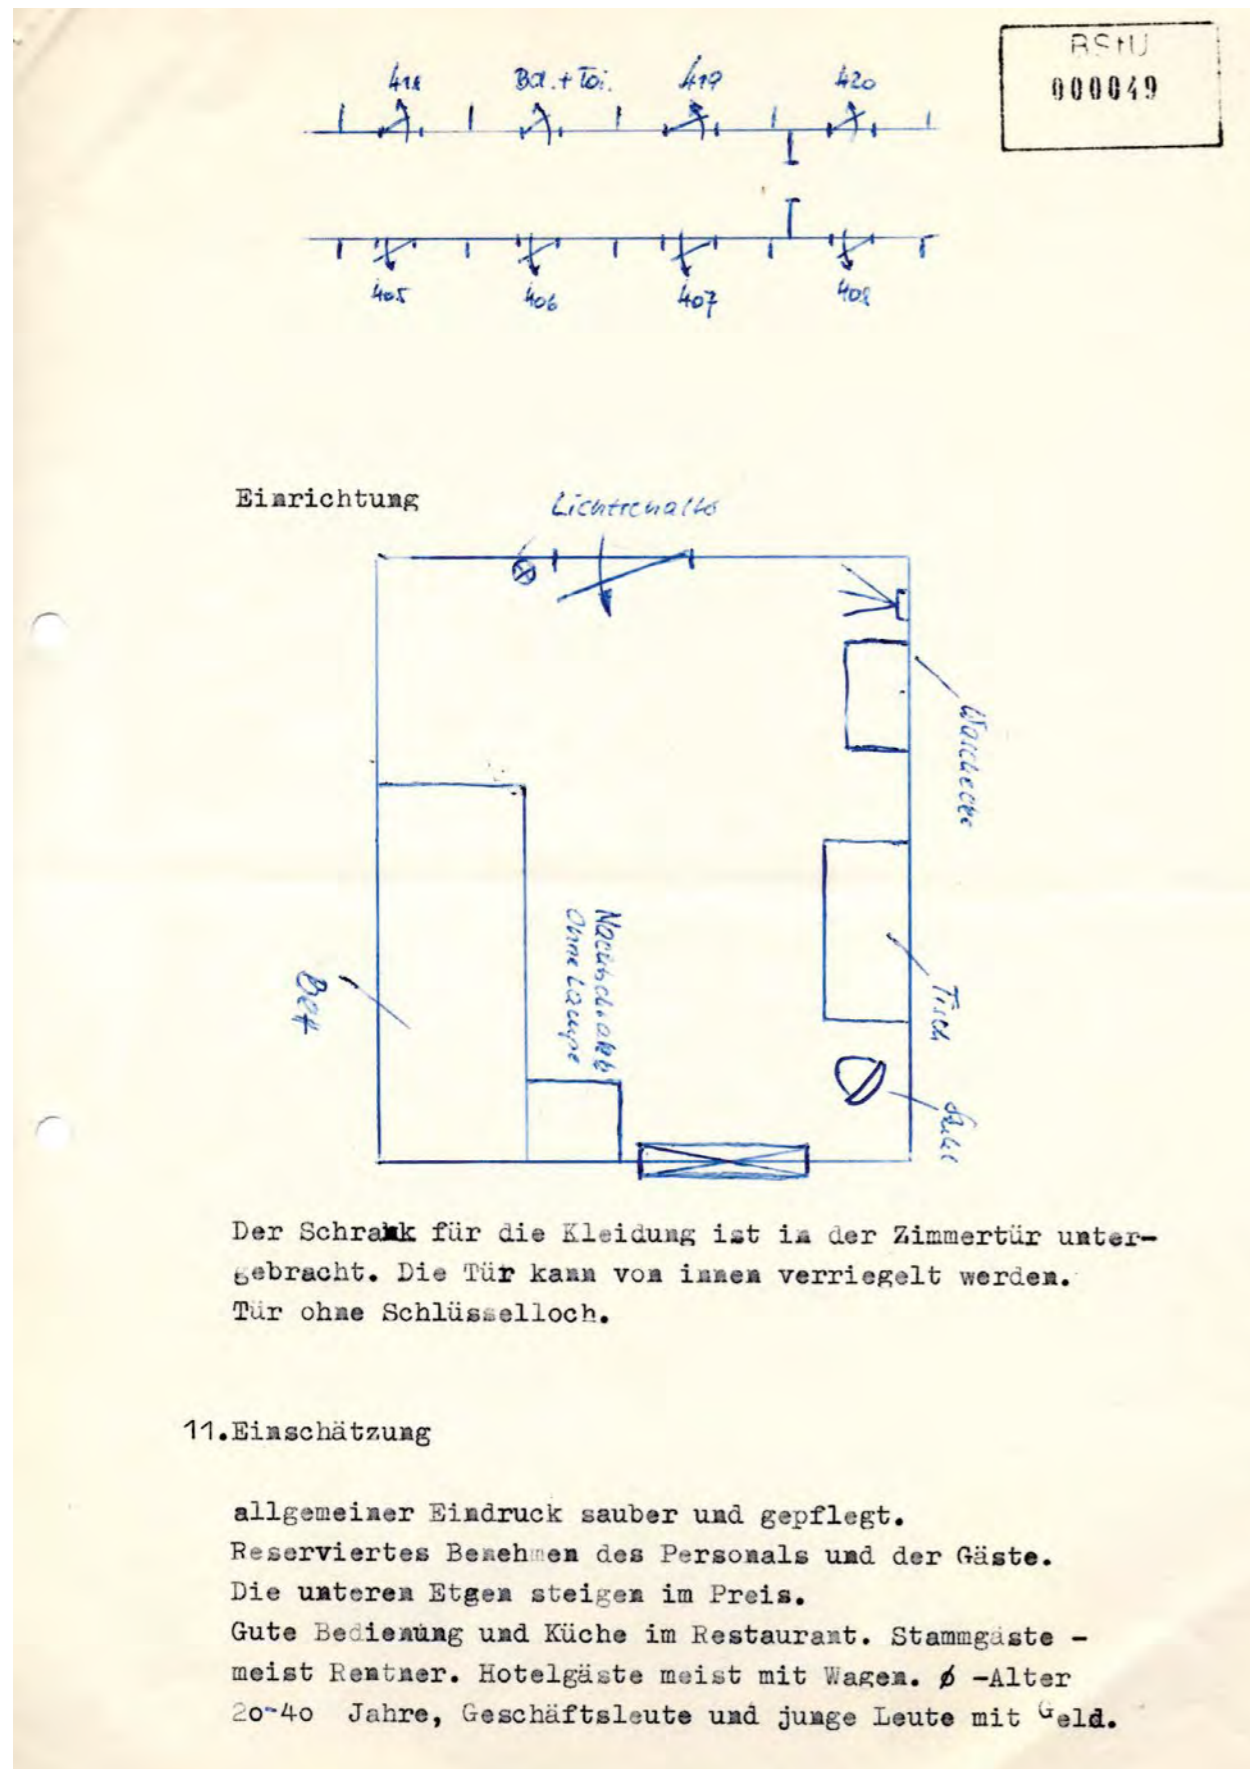 BStU
000049
418 Bd.+Toi. 419 420
405 406 407 408
Einrichtung
Lichtschalter
Waschecke
Nachtschrank
ohne Lampe
Bett
Tisch
Stuhl
Der Schrank für die Kleidung ist in der Zimmertür unter-
gebracht. Die Tür kann von innen verriegelt werden.
Tür ohne Schlüsselloch.
11.Einschätzung
allgemeiner Eindruck sauber und gepflegt.
Reserviertes Benehmen des Personals und der Gäste.
Die unteren Etgen steigen im Preis.
Gute Bedienung und Küche im Restaurant. Stammgäste -
meist Rentner. Hotelgäste meist mit Wagen. ø -Alter
2o-4o Jahre, Geschäftsleute und junge Leute mit Geld.